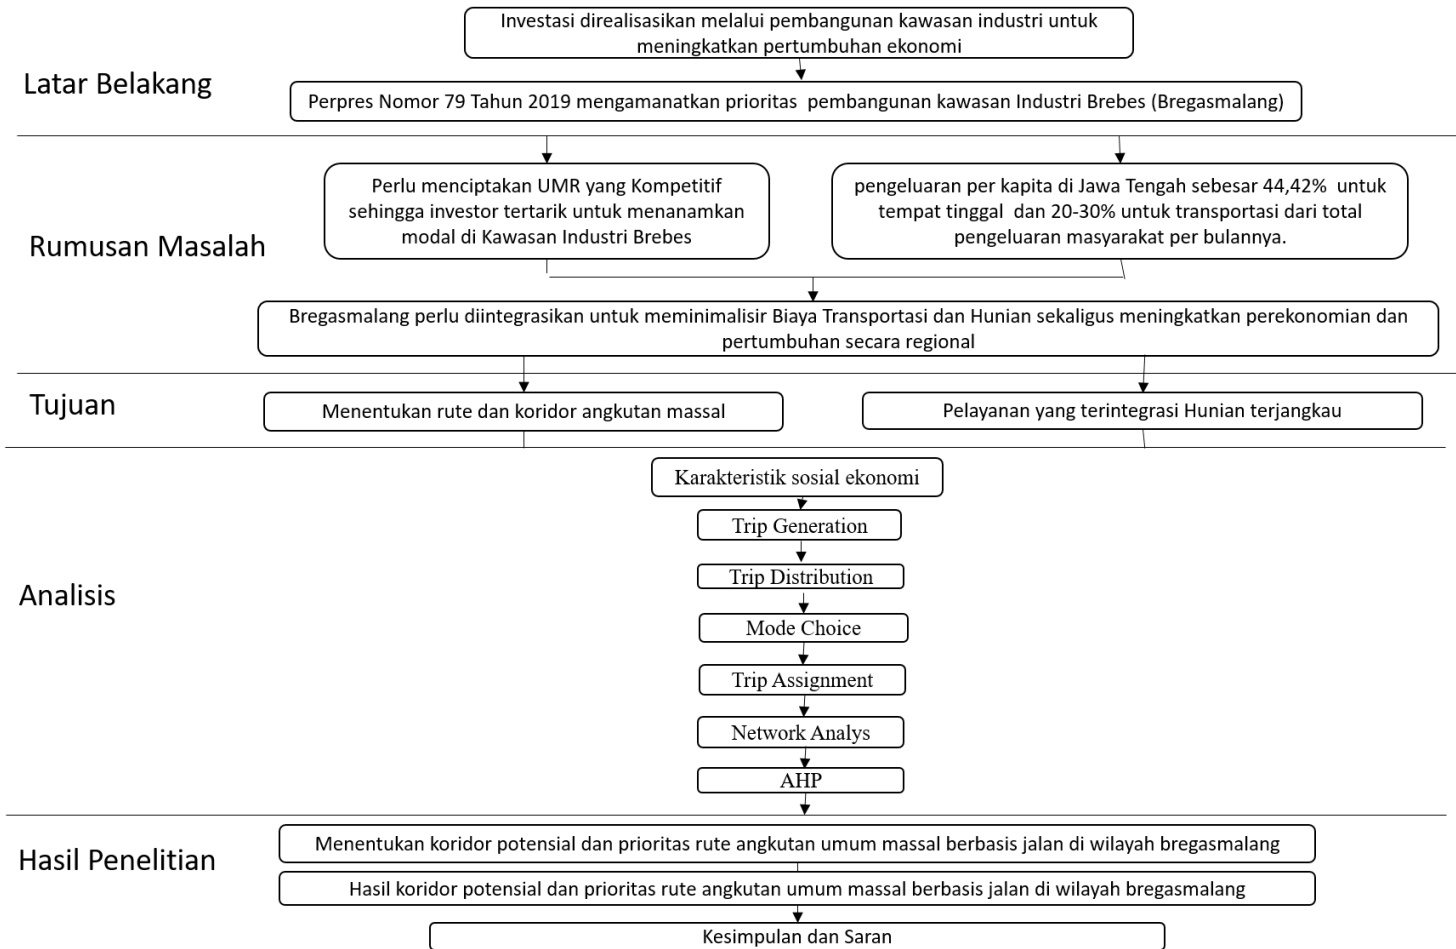 Investasi direalisasikan melalui pembangunan kawasan industri untuk
meningkatkan pertumbuhan ekonomi
Latar Belakang
Perpres Nomor 79 Tahun 2019 mengamanatkan prioritas pembangunan kawasan Industri Brebes (Bregasmalang)
Rumusan Masalah
Perlu menciptakan UMR yang Kompetitif
sehingga investor tertarik untuk menanamkan
modal di Kawasan Industri Brebes
pengeluaran per kapita di Jawa Tengah sebesar 44,42% untuk
tempat tinggal dan 20-30% untuk transportasi dari total
pengeluaran masyarakat per bulannya.
Bregasmalang perlu diintegrasikan untuk meminimalisir Biaya Transportasi dan Hunian sekaligus meningkatkan perekonomian dan
pertumbuhan secara regional
Tujuan
Menentukan rute dan koridor angkutan massal
Pelayanan yang terintegrasi Hunian terjangkau
Analisis
Karakteristik sosial ekonomi
Trip Generation
Trip Distribution
Mode Choice
Trip Assignment
Network Analys
AHP
Hasil Penelitian
Menentukan koridor potensial dan prioritas rute angkutan umum massal berbasis jalan di wilayah bregasmalang
Hasil koridor potensial dan prioritas rute angkutan umum massal berbasis jalan di wilayah bregasmalang
Kesimpulan dan Saran